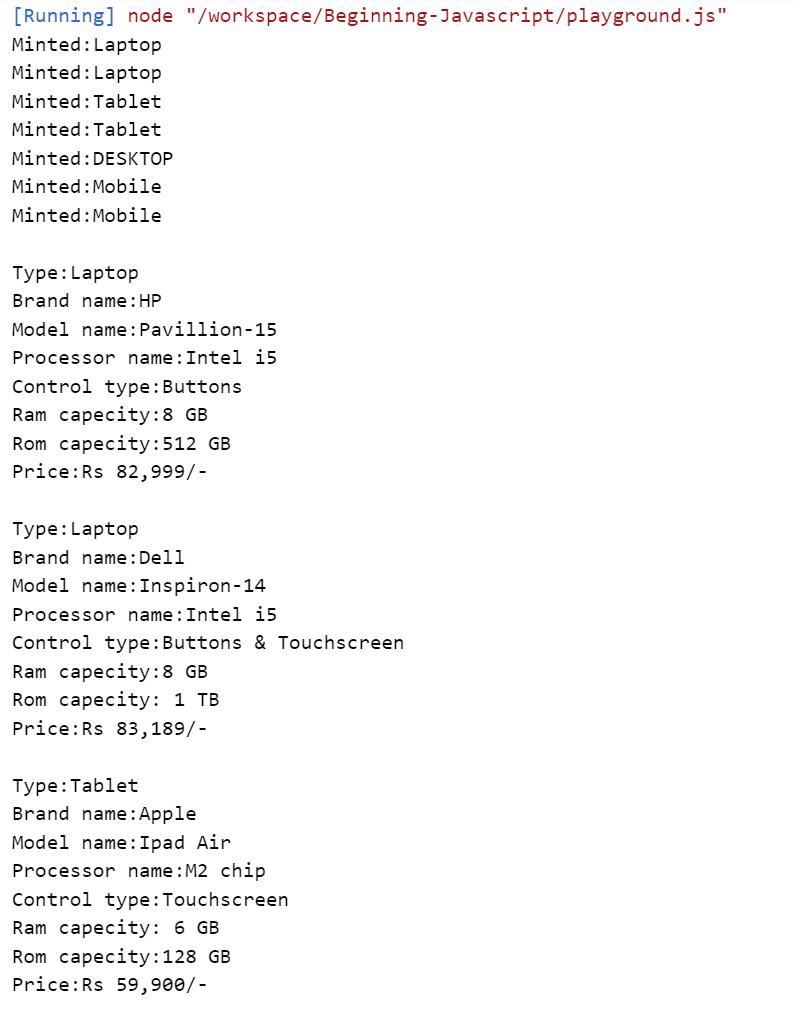 [Running] node "/workspace/Beginning-Javascript/playground.js"
Minted:Laptop
Minted:Laptop
Minted:Tablet
Minted:Tablet
Minted:DESKTOP
Minted:Mobile
Minted:Mobile

Type:Laptop
Brand name:HP
Model name:Pavillion-15
Processor name:Intel i5
Control type:Buttons
Ram capecity:8 GB
Rom capecity:512 GB
Price:Rs 82,999/-

Type:Laptop
Brand name:Dell
Model name:Inspiron-14
Processor name:Intel i5
Control type:Buttons & Touchscreen
Ram capecity:8 GB
Rom capecity: 1 TB
Price:Rs 83,189/-

Type:Tablet
Brand name:Apple
Model name:Ipad Air
Processor name:M2 chip
Control type:Touchscreen
Ram capecity: 6 GB
Rom capecity:128 GB
Price:Rs 59,900/-